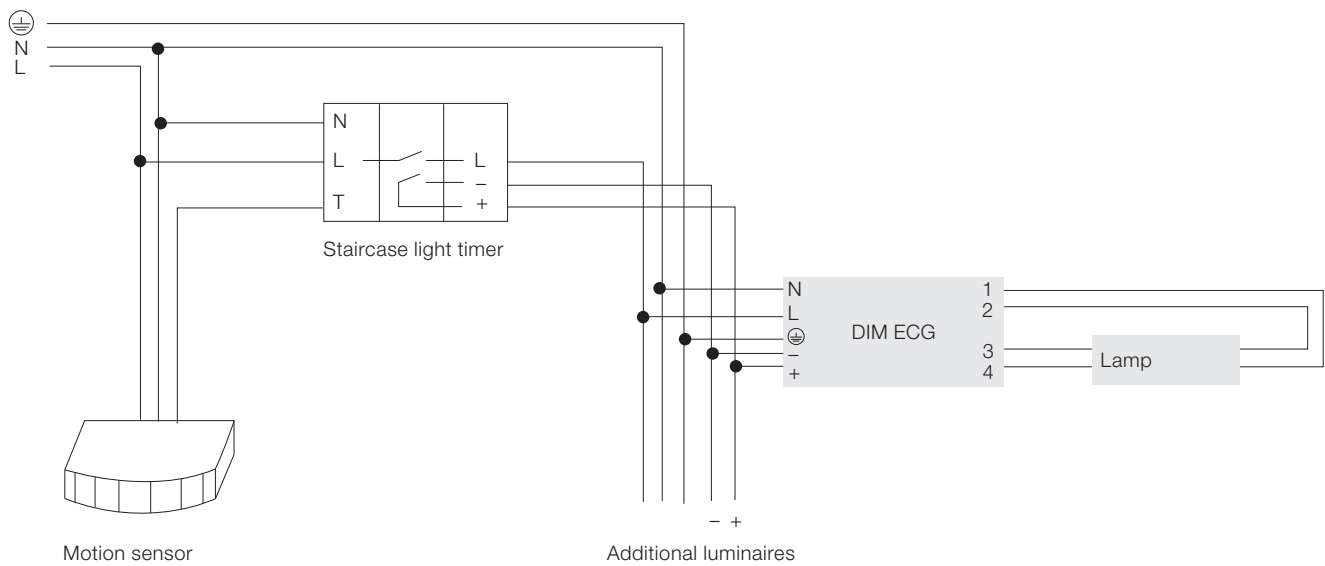 N
L
N
L
T
L
–
+
Staircase light timer
N
L
–
+
DIM ECG
1
2
3
4
Lamp
– +
Motion sensor
Additional luminaires